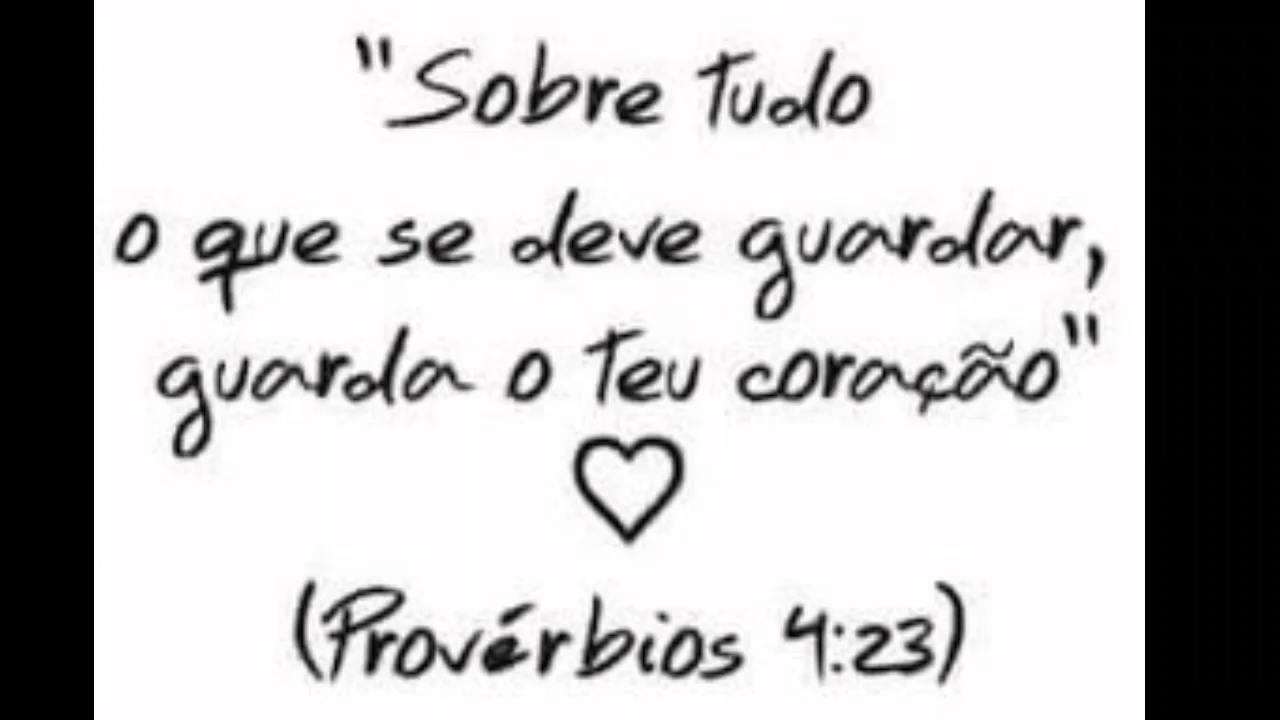 "Sobre tudo
o que se deve guardar,
guarda o teu coração"
(Provérbios 4:23)